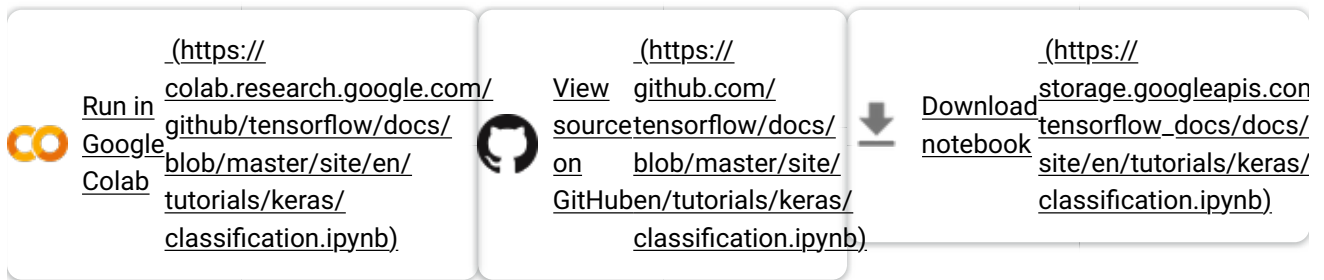 Run in
Google
Colab
(https://
colab.research.google.com/
github/tensorflow/docs/
blob/master/site/en/
tutorials/keras/
classification.ipynb)
View
source
on
GitHub
(https://
github.com/
tensorflow/docs/
blob/master/site/
en/tutorials/keras/
classification.ipynb)
Download
notebook
(https://
storage.googleapis.com
tensorflow_docs/docs/
site/en/tutorials/keras/
classification.ipynb)